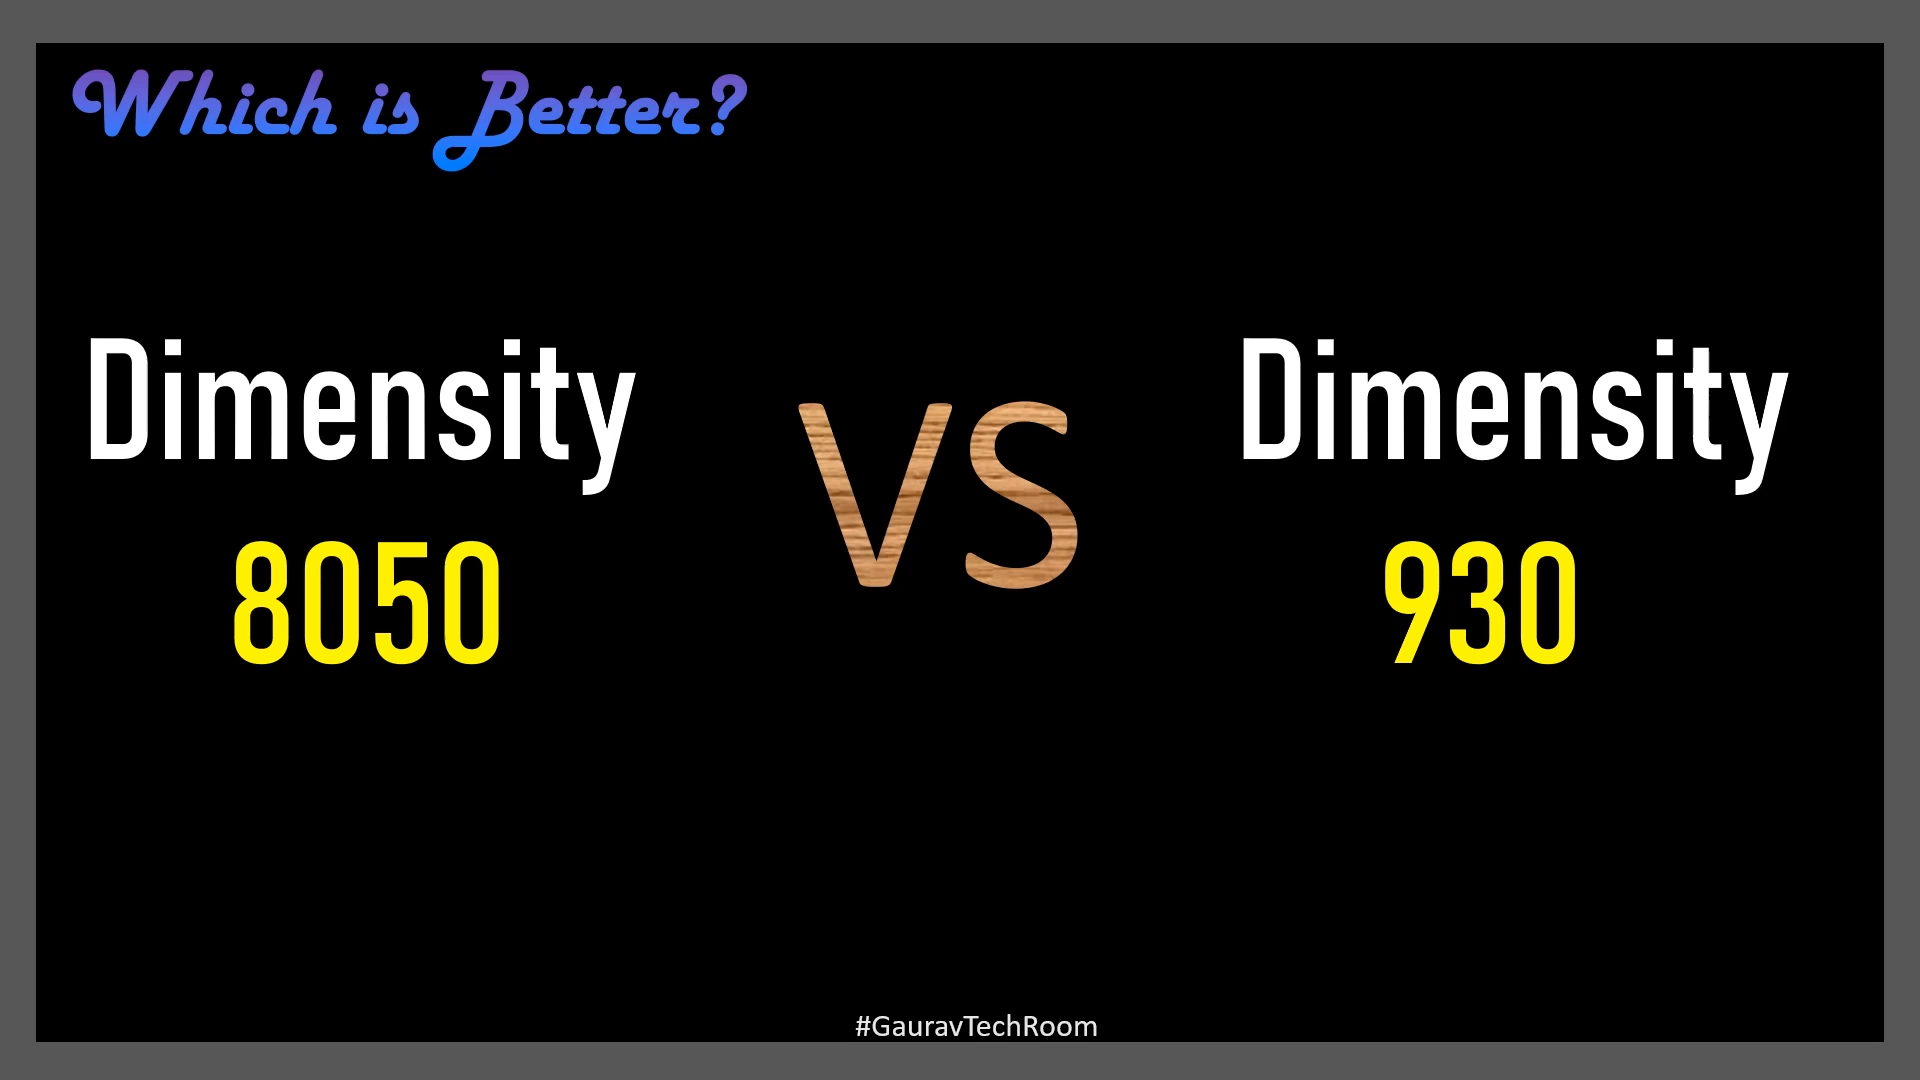 Which is Better?
Dimensity
8050
VS
Dimensity
930
#GauravTechRoom